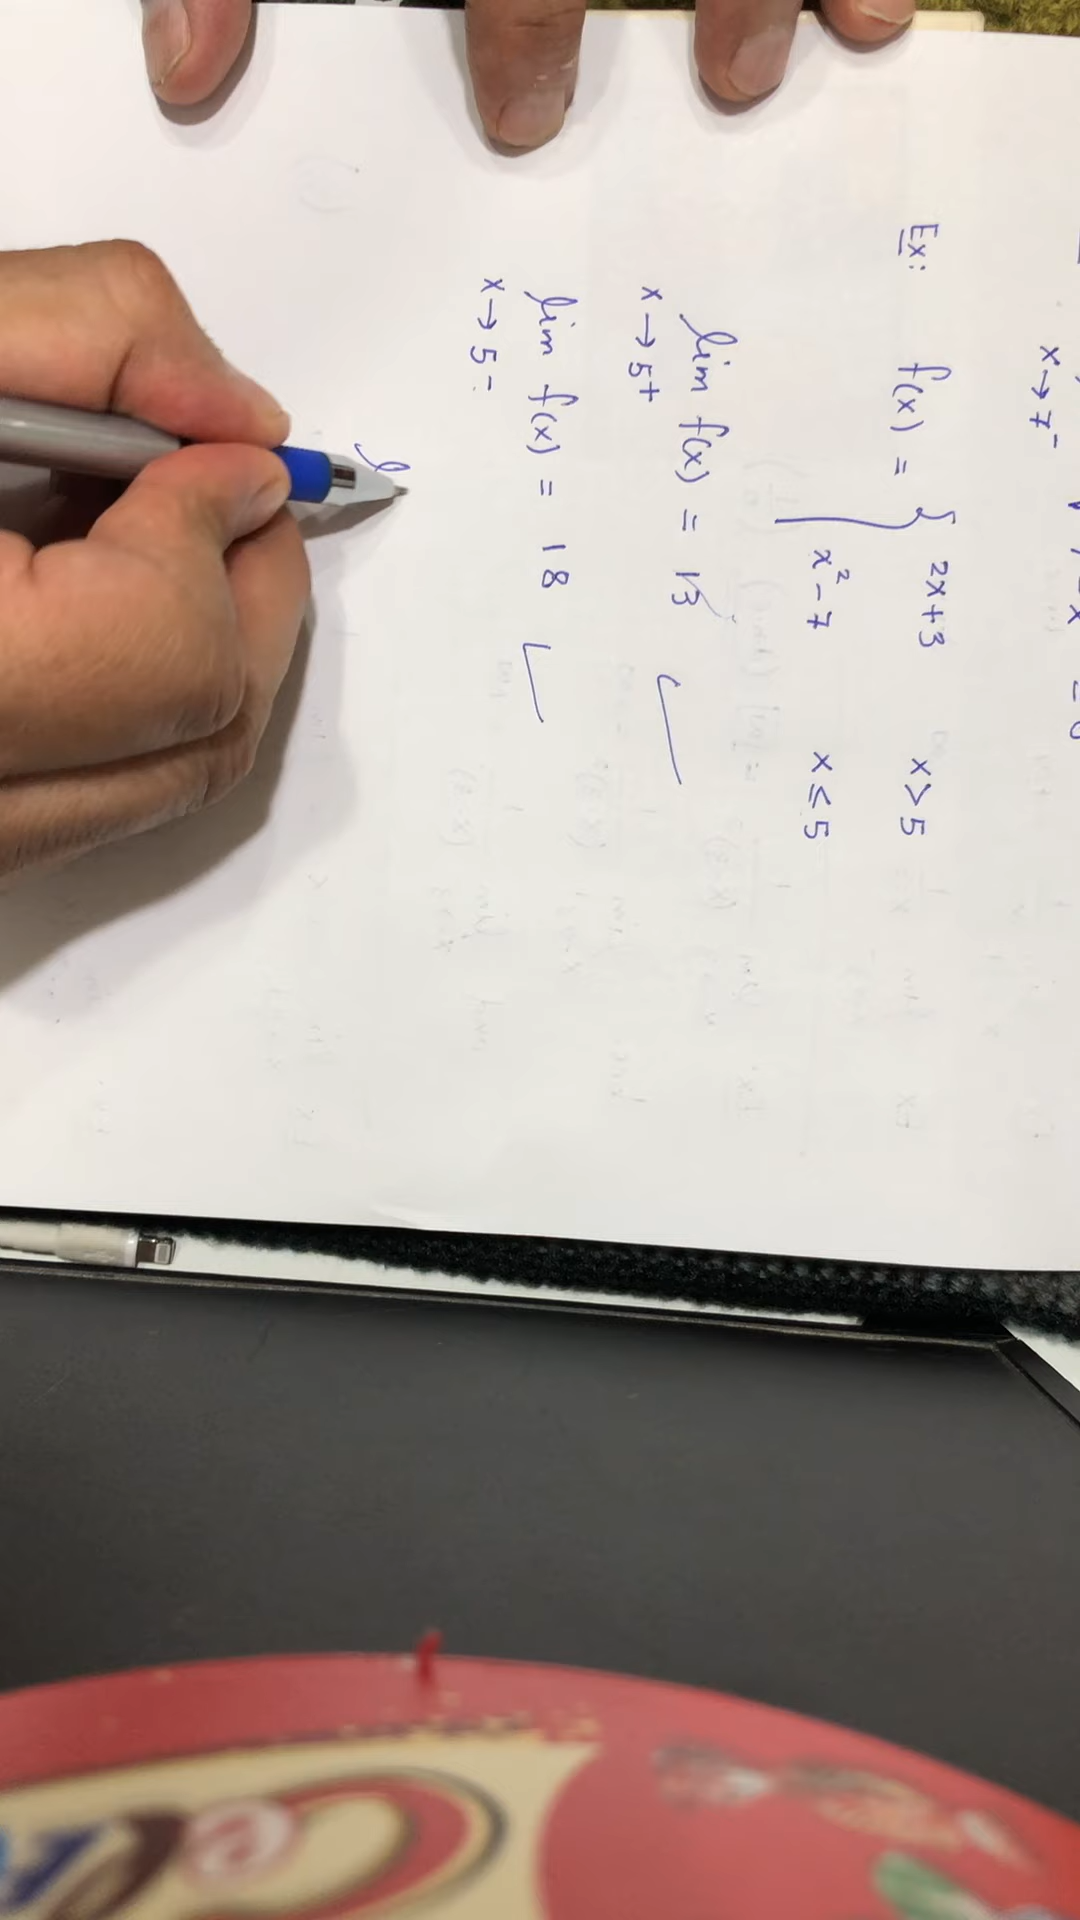 x → 7⁻
Ex: f(x) = { 2x+3 x > 5
x² - 7 x ≤ 5
lim f(x) = 13
x → 5+
lim f(x) = 18
x → 5-